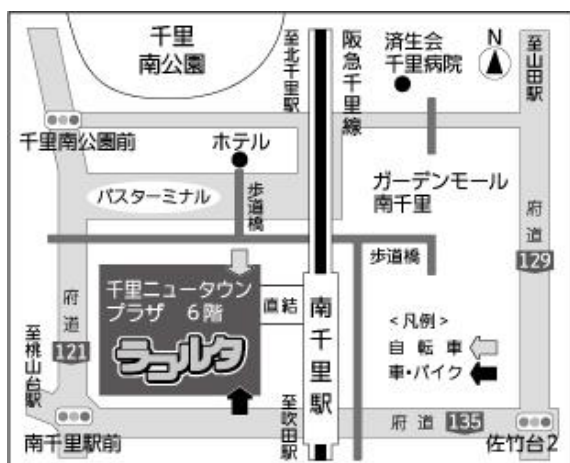 千里
南公園
至北千里駅
阪急千里線
済生会
千里病院
N
至山田駅
千里南公園前
ホテル
バスターミナル
歩道橋
ガーデンモール
南千里
府道
129
歩道橋
千里ニュータウン
プラザ 6階
ラコルタ
直結
南千里駅
<凡例>
自転車
車・バイク
府道
121
至桃山台駅
南千里駅前
至吹田駅
府道 135
佐竹台2